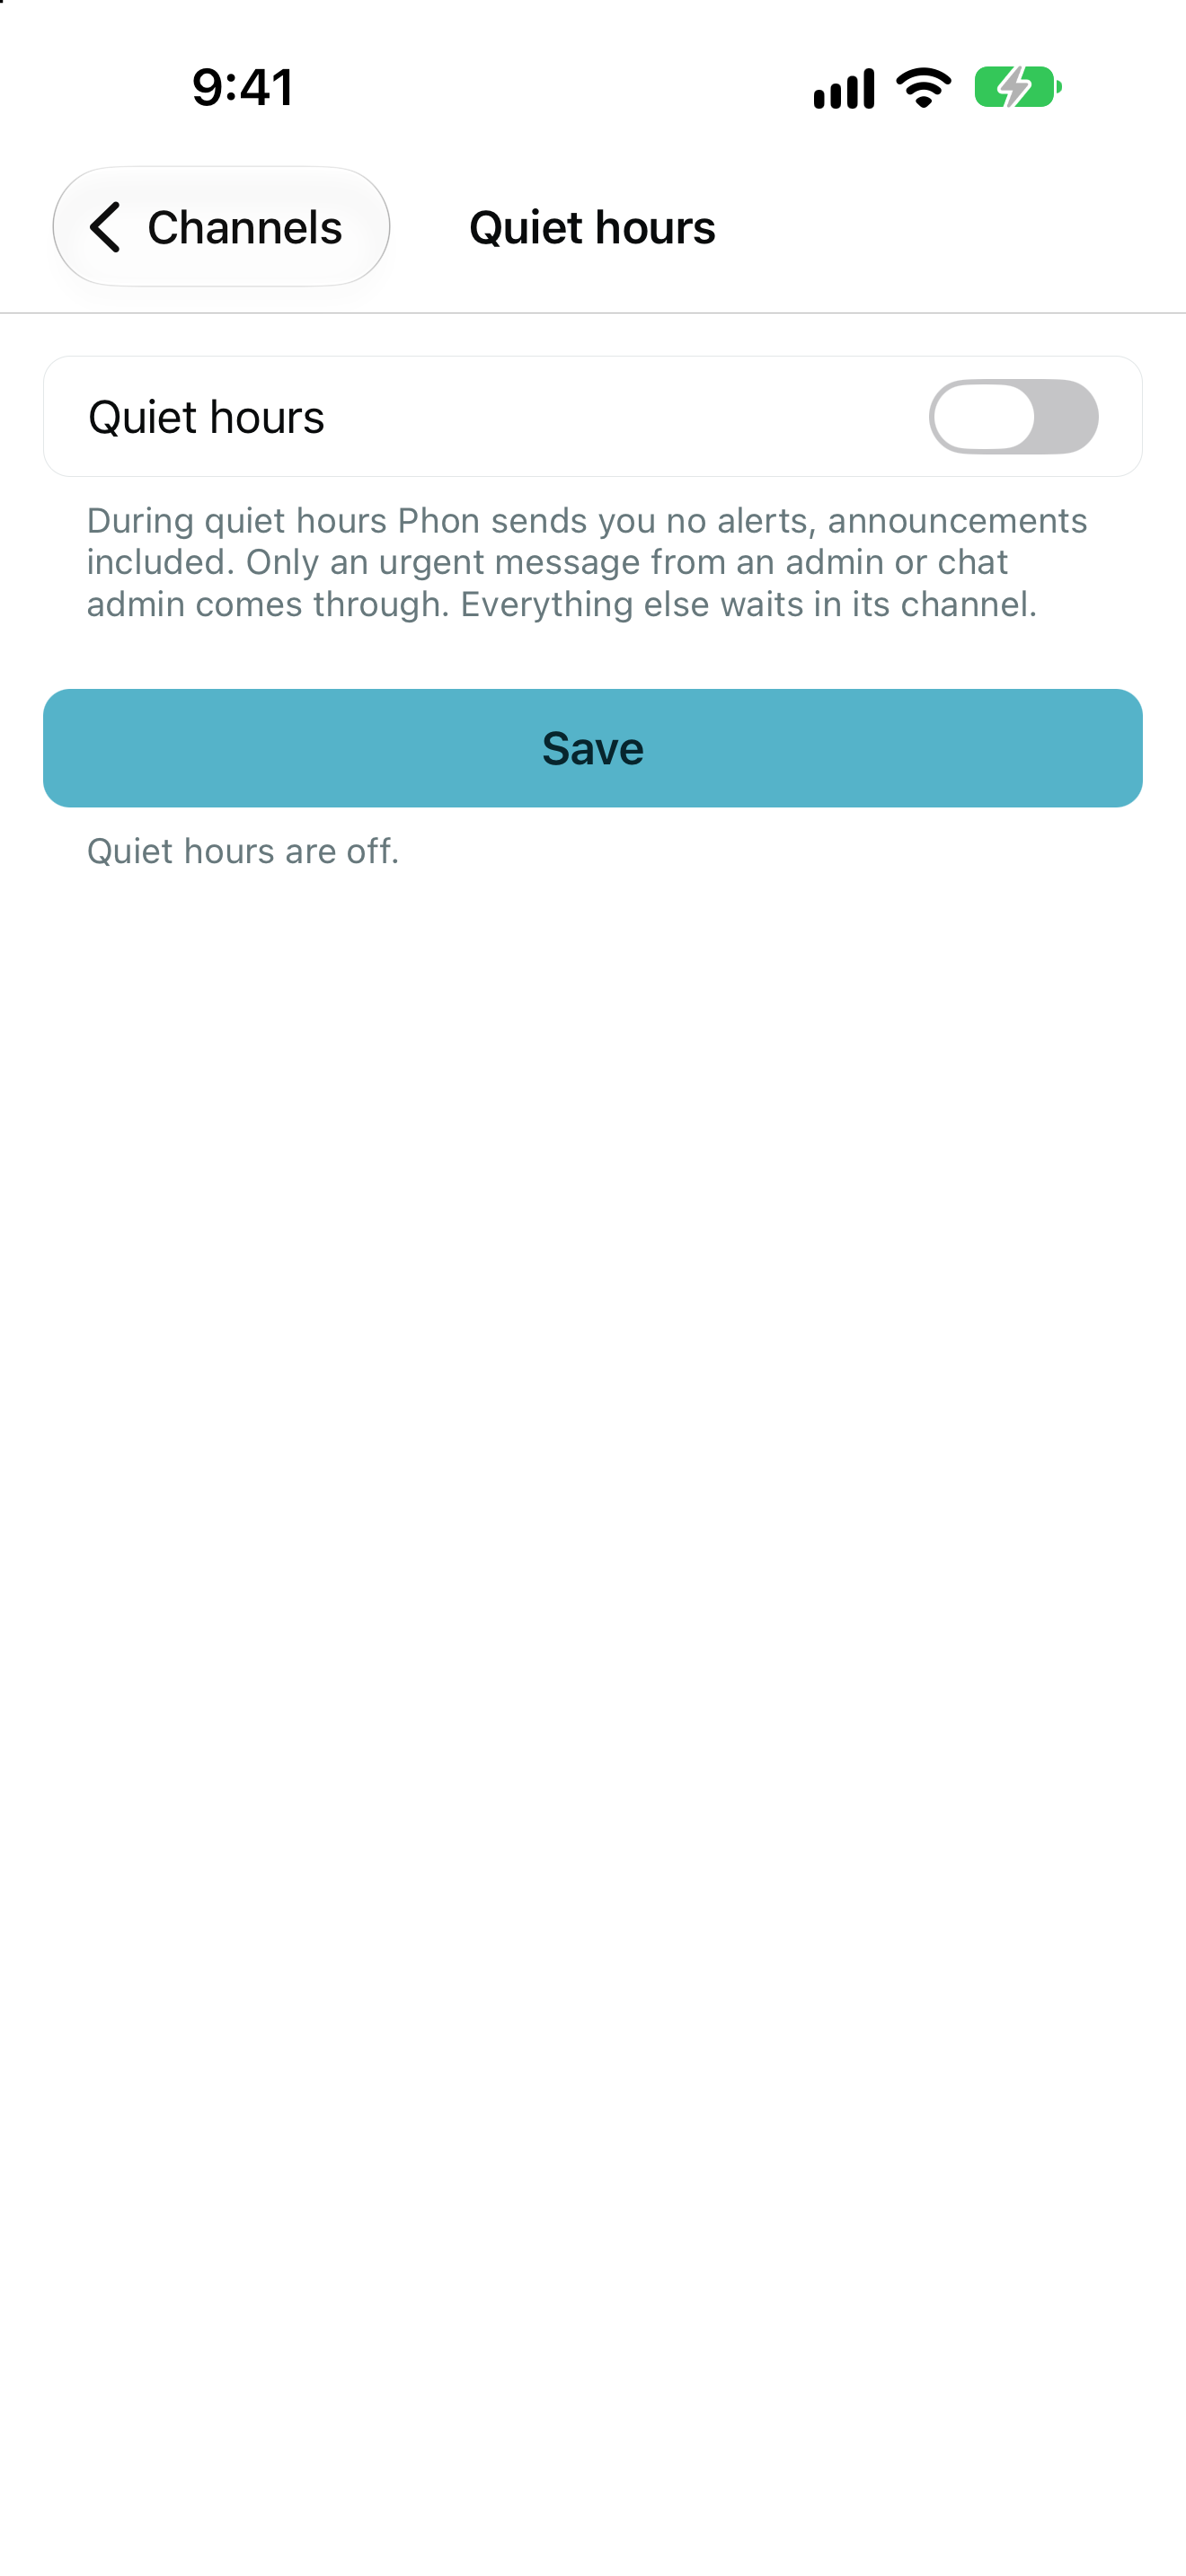 9:41
Channels
Quiet hours
Quiet hours
During quiet hours Phon sends you no alerts, announcements
included. Only an urgent message from an admin or chat
admin comes through. Everything else waits in its channel.
Save
Quiet hours are off.